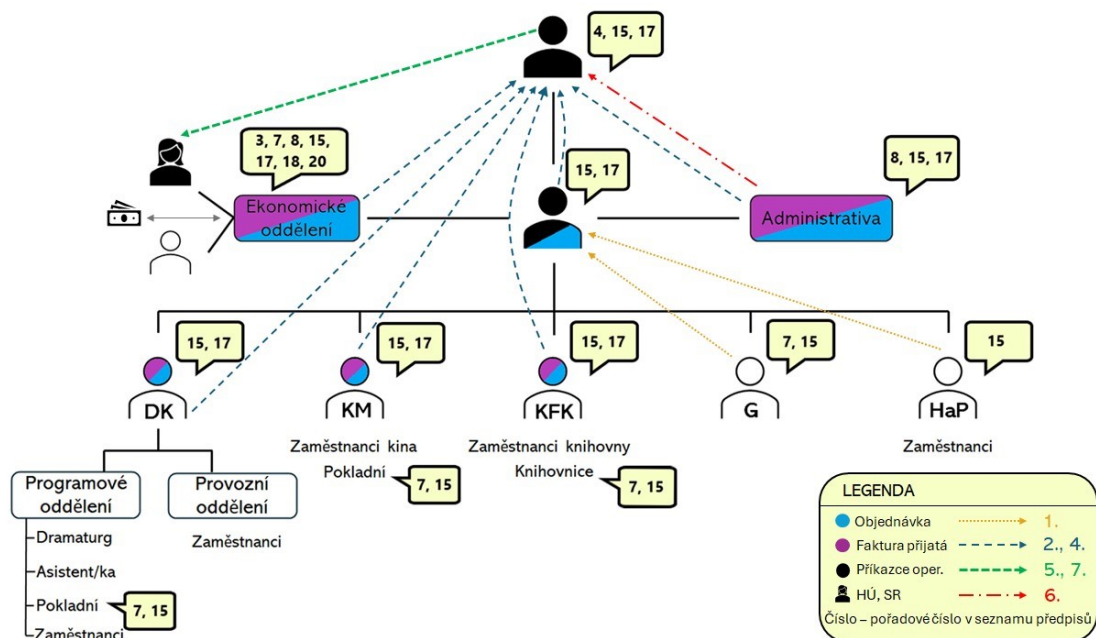 4, 15, 17
3, 7, 8, 15,
17, 18, 20
15, 17
8, 15, 17
Ekonomické
oddělení
Administrativa
15, 17
15, 17
15, 17
7, 15
15
DK
KM
KFK
G
HaP
Zaměstnanci kina
Pokladní
7, 15
Zaměstnanci knihovny
Knihovnice
7, 15
Zaměstnanci
Programové
oddělení
Provozní
oddělení
Dramaturg
Zaměstnanci
Asistent/ka
Pokladní
7, 15
Zaměstnanci
LEGENDA
Objednávka 1.
Faktura přijatá 2., 4.
Příkazce oper. 5., 7.
HÚ, SR 6.
Číslo – pořadové číslo v seznamu předpisů